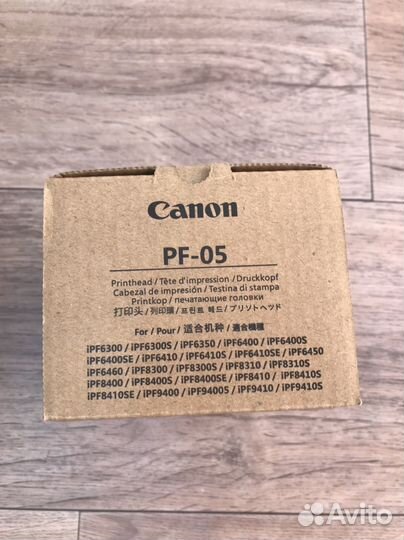 Canon
PF-05
Printhead / Tête d'impression / Druckkopf
Cabezal de impresión / Testina di stampa
Printkop / печатающие головки
打印头 / 列印頭 / 프린트 헤드 / プリントヘッド
For / Pour / 适合机种 / 適合機種
iPF6300 / iPF6300S / iPF6350 / iPF6400 / iPF6400S
iPF6400SE / iPF6410 / iPF6410S / iPF6410SE / iPF6450
iPF6460 / iPF8300 / iPF8300S / iPF8310 / iPF8310S
iPF8400 / iPF8400S / iPF8400SE / iPF8410 / iPF8410S
iPF8410SE / iPF9400 / iPF9400S / iPF9410 / iPF9410S
Avito